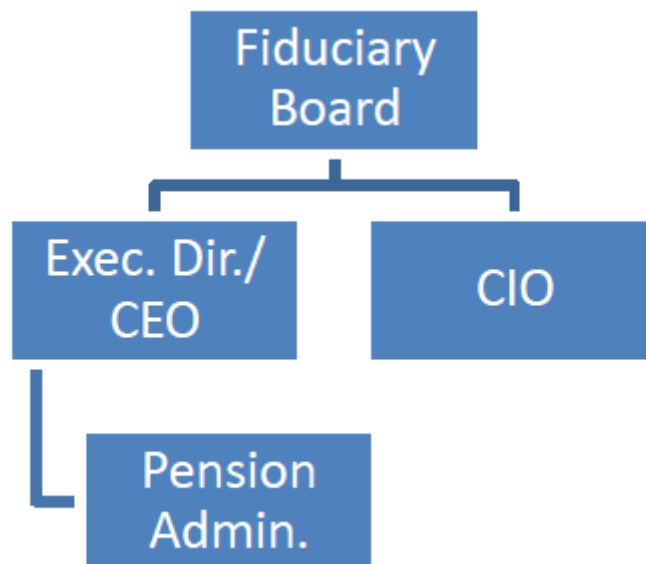 Fiduciary
Board
Exec. Dir./
CEO
CIO
Pension
Admin.